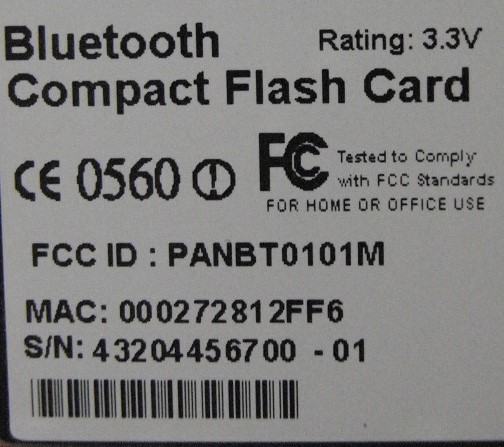 Bluetooth Rating: 3.3V
Compact Flash Card
CE 0560 FC Tested to Comply
with FCC Standards
FOR HOME OR OFFICE USE
FCC ID : PANBT0101M
MAC: 000272812FF6
S/N: 43204456700 - 01